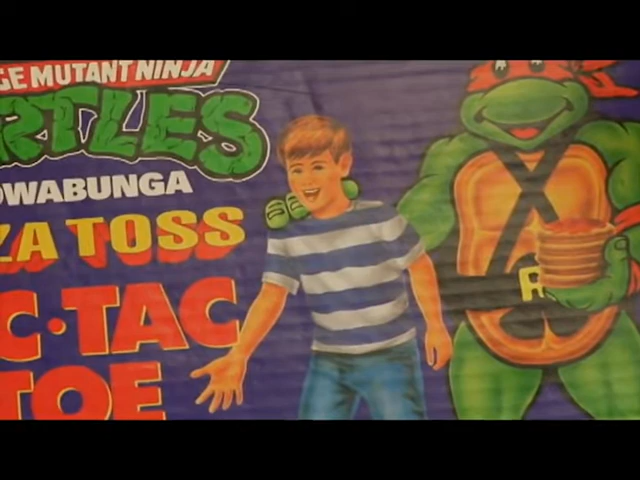 GE MUTANT NINJA
RTLES
OWABUNGA
ZA TOSS
C·TAC
TOE
R